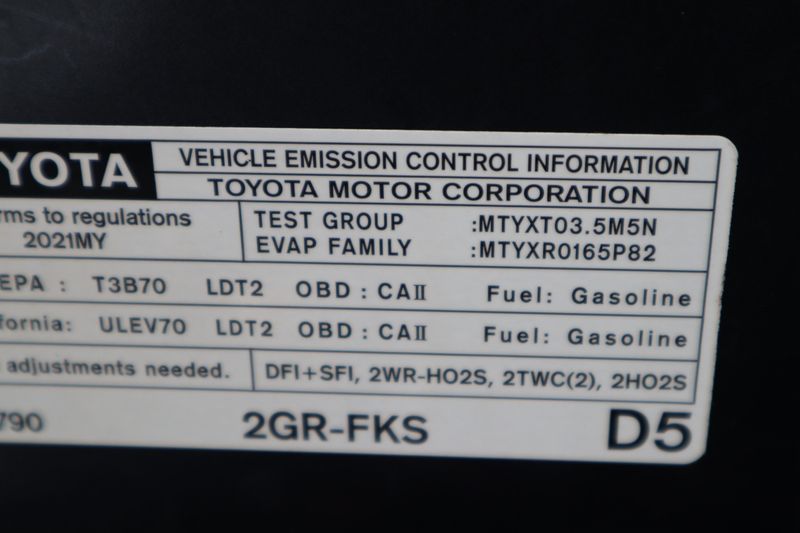 YOTA VEHICLE EMISSION CONTROL INFORMATION
TOYOTA MOTOR CORPORATION
rms to regulations
2021MY
TEST GROUP :MTYXT03.5M5N
EVAP FAMILY :MTYXR0165P82
EPA : T3B70 LDT2 OBD : CAII Fuel: Gasoline
fornia: ULEV70 LDT2 OBD : CAII Fuel: Gasoline
adjustments needed. DFI+SFI, 2WR-HO2S, 2TWC(2), 2HO2S
790 2GR-FKS D5